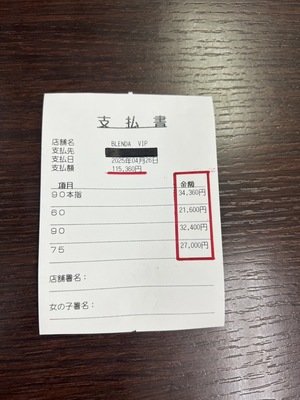 支払書
店舗名 BLENDA VIP
支払先
支払日 2025年04月26日
支払額 115,360円
項目 金額
90本指 34,360円
60 21,600円
90 32,400円
75 27,000円
店舗署名：
女の子署名：